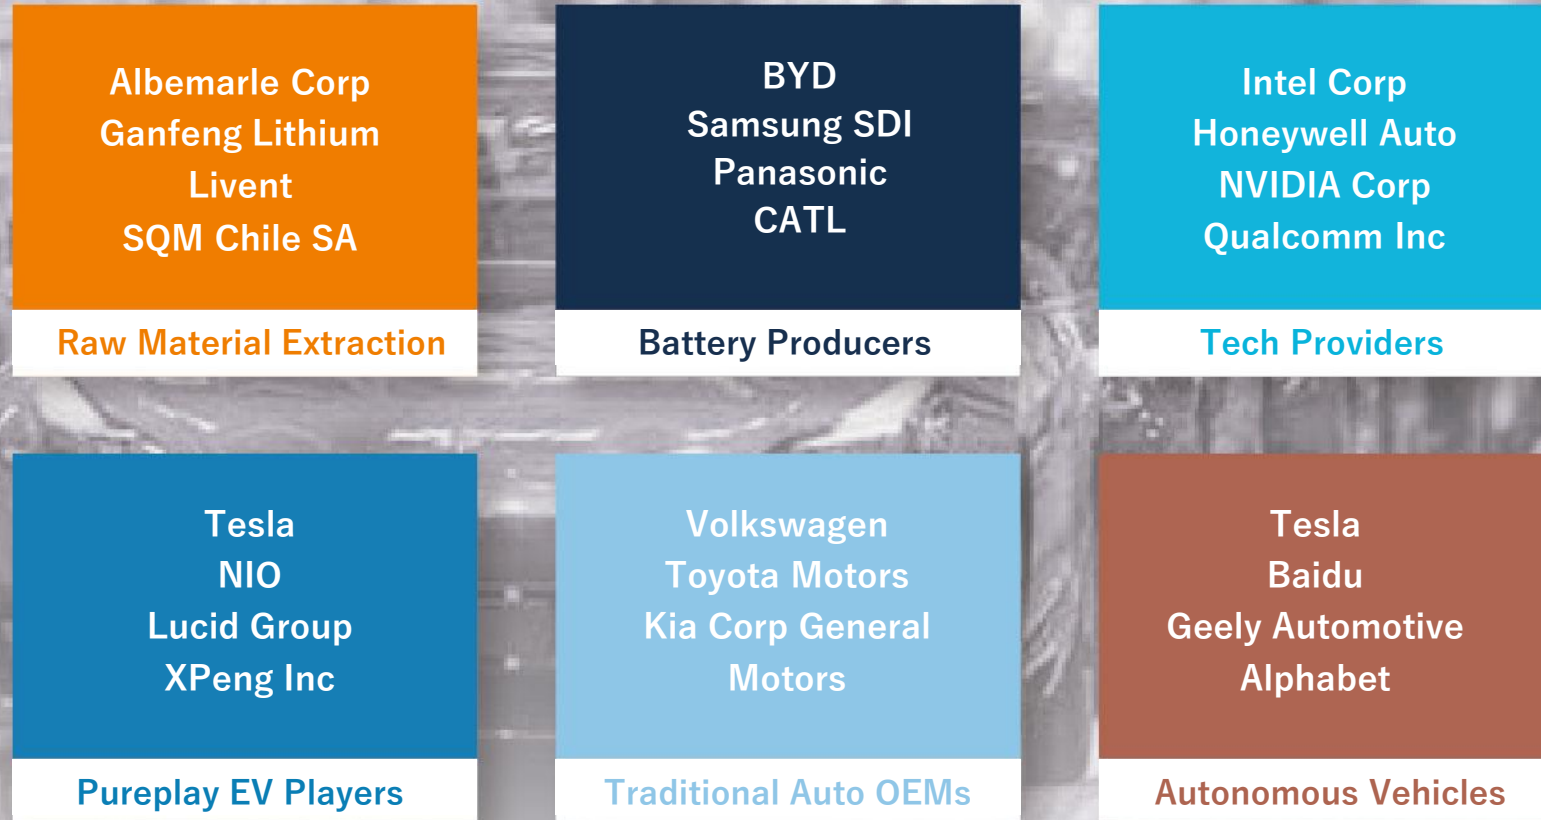 Albemarle Corp
Ganfeng Lithium
Livent
SQM Chile SA
Raw Material Extraction
BYD
Samsung SDI
Panasonic
CATL
Battery Producers
Intel Corp
Honeywell Auto
NVIDIA Corp
Qualcomm Inc
Tech Providers
Tesla
NIO
Lucid Group
XPeng Inc
Pureplay EV Players
Volkswagen
Toyota Motors
Kia Corp General
Motors
Traditional Auto OEMs
Tesla
Baidu
Geely Automotive
Alphabet
Autonomous Vehicles